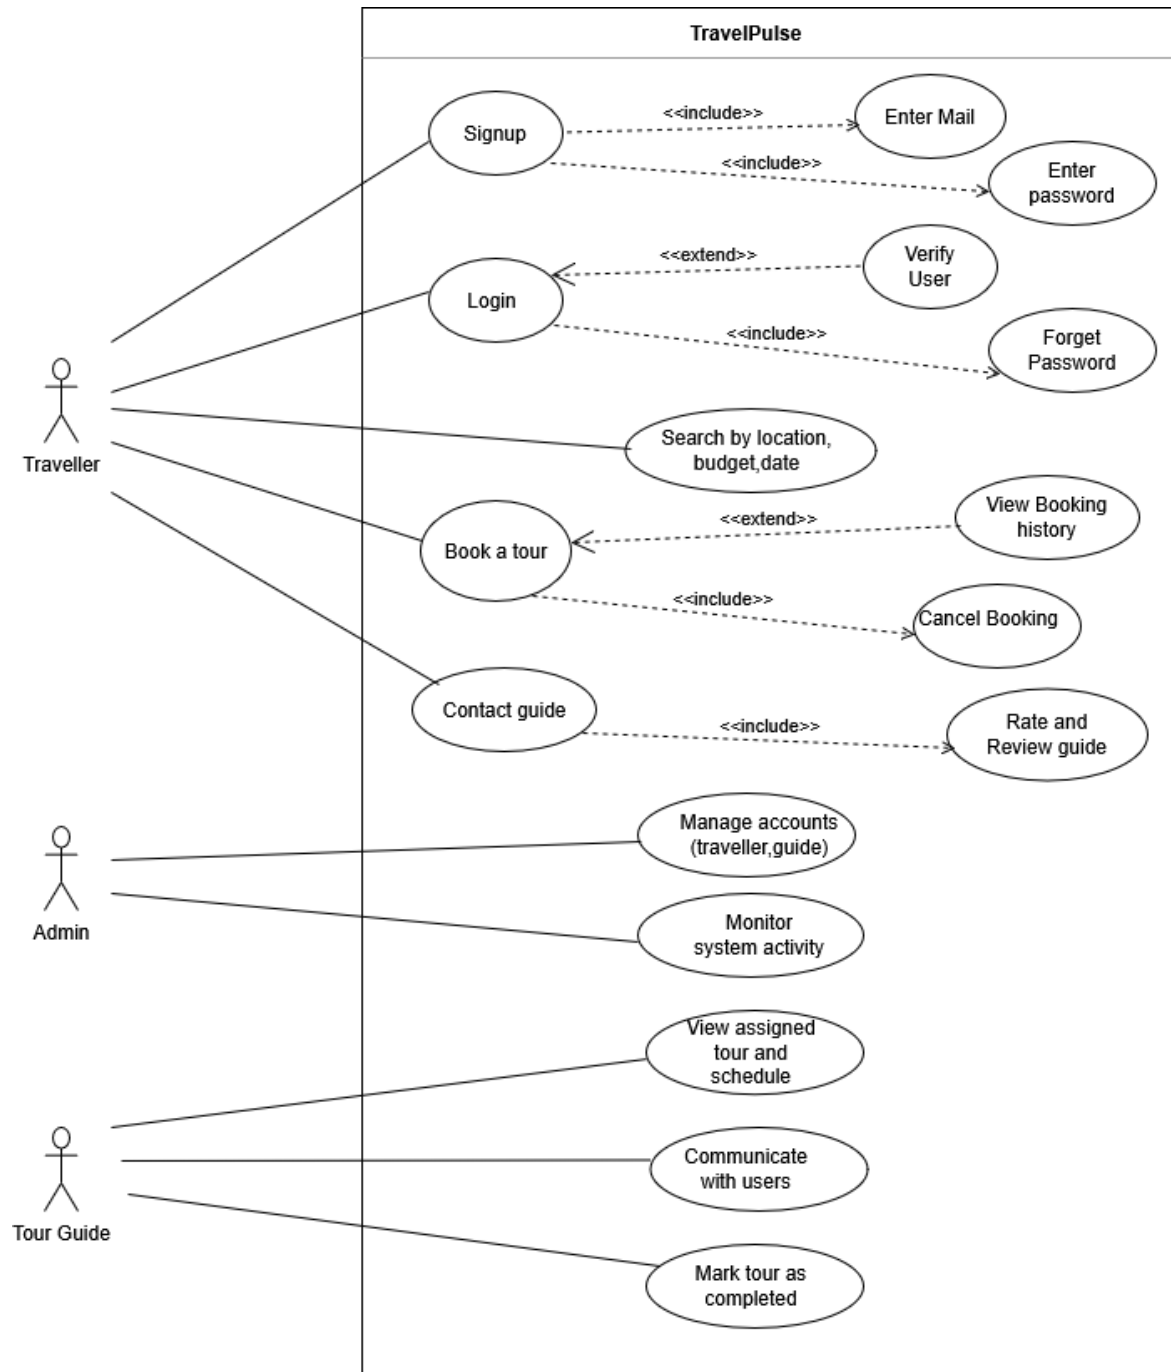 TravelPulse
Signup
<<include>>
Enter Mail
<<include>>
Enter
password
Login
<<extend>>
Verify
User
<<include>>
Forget
Password
Traveller
Search by location,
budget,date
Book a tour
<<extend>>
View Booking
history
<<include>>
Cancel Booking
Contact guide
<<include>>
Rate and
Review guide
Admin
Manage accounts
(traveller,guide)
Monitor
system activity
Tour Guide
View assigned
tour and
schedule
Communicate
with users
Mark tour as
completed